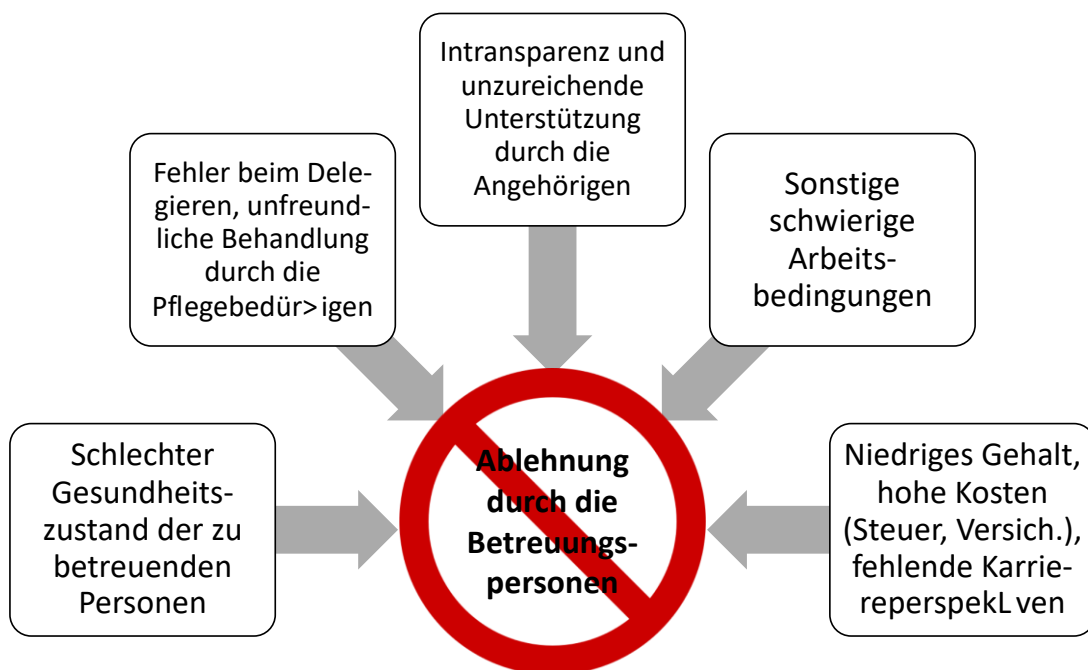 Schlechter
Gesundheits-
zustand der zu
betreuenden
Personen
Fehler beim Dele-
gieren, unfreund-
liche Behandlung
durch die
Pflegebedür>igen
Intransparenz und
unzureichende
Unterstützung
durch die
Angehörigen
Sonstige
schwierige
Arbeits-
bedingungen
Niedriges Gehalt,
hohe Kosten
(Steuer, Versich.),
fehlende Karrie-
reperspekL ven
Ablehnung
durch die
Betreuungs-
personen